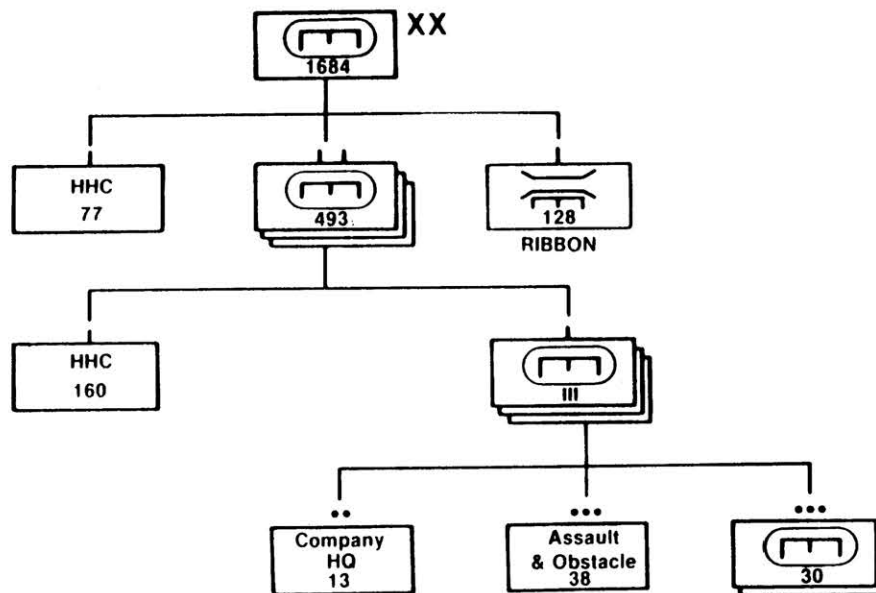 XX
1684
HHC
77
493
128
RIBBON
HHC
160
III
Company
HQ
13
Assault
& Obstacle
38
30